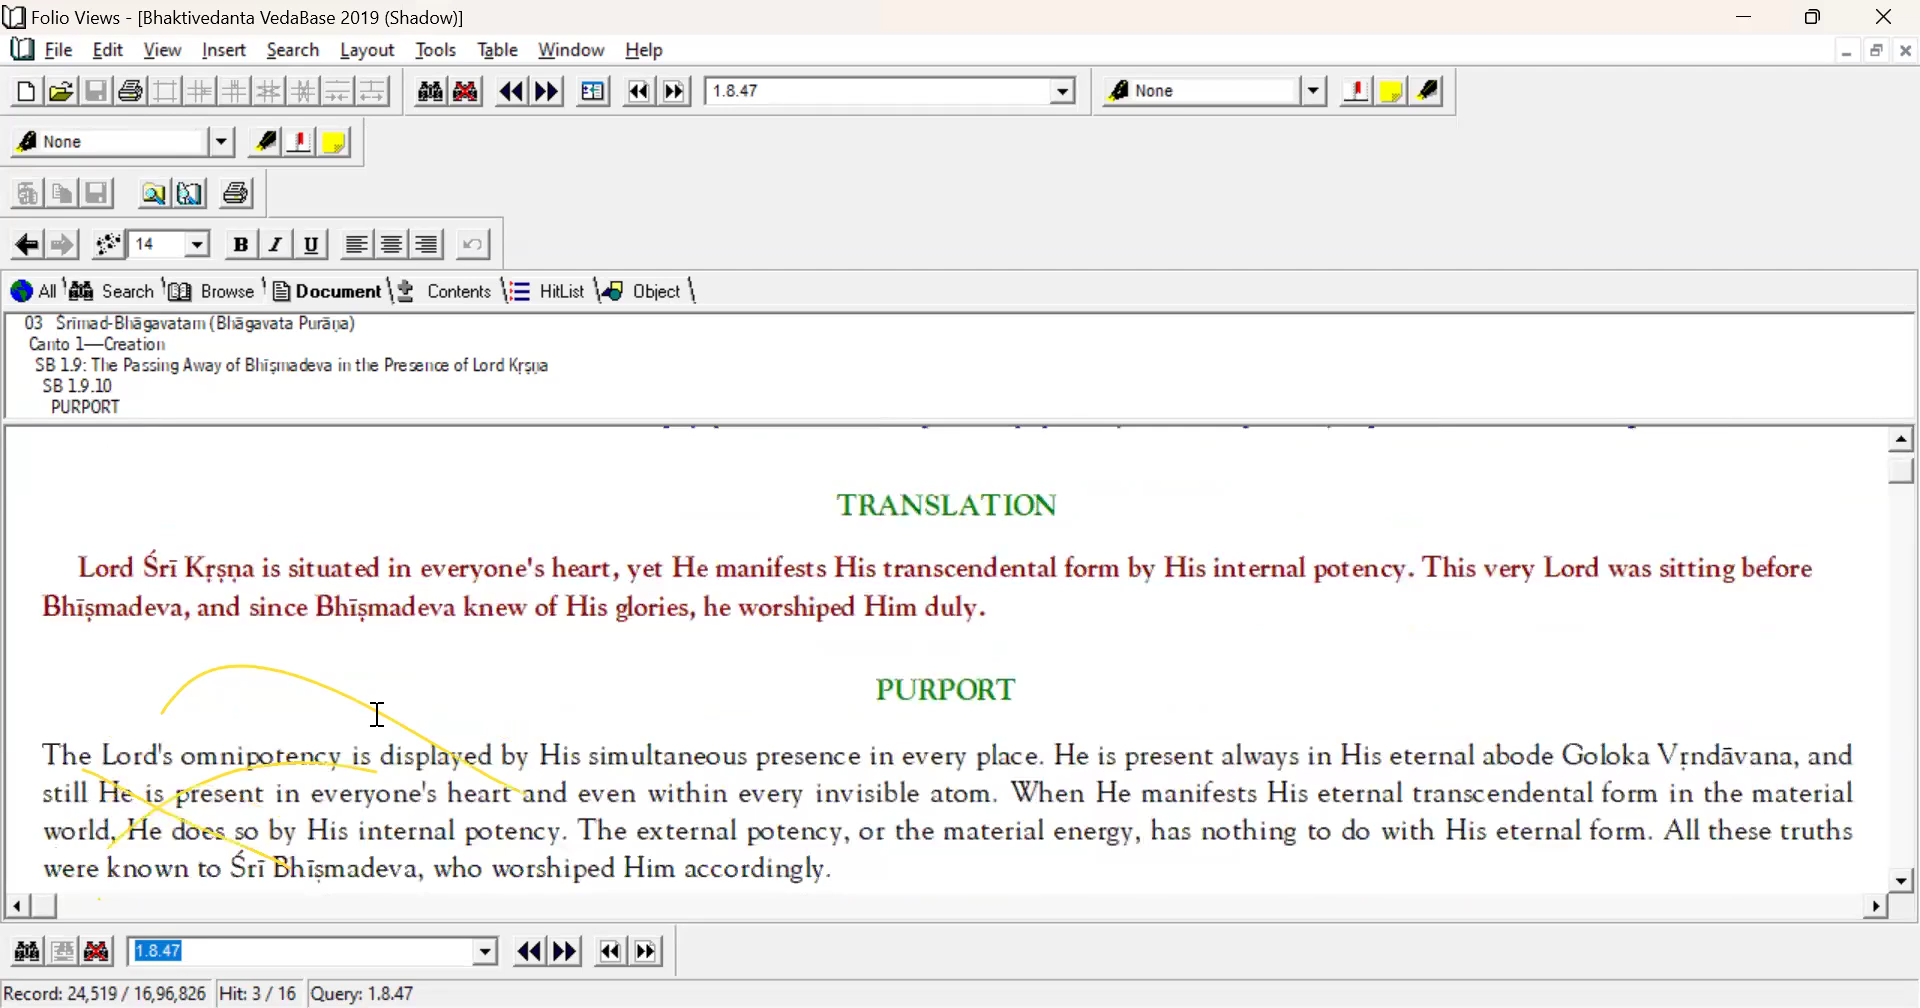 Folio Views - [Bhaktivedanta VedaBase 2019 (Shadow)]
File Edit View Insert Search Layout Tools Table Window Help
1.8.47 None
None
14 B I U
All Search Browse Document Contents HitList Object
03 Śrīmad-Bhāgavatam (Bhāgavata Purāṇa)
Canto 1—Creation
SB 1.9: The Passing Away of Bhīṣmadeva in the Presence of Lord Kṛṣṇa
SB 1.9.10
PURPORT
TRANSLATION
Lord Śrī Kṛṣṇa is situated in everyone's heart, yet He manifests His transcendental form by His internal potency. This very Lord was sitting before
Bhīṣmadeva, and since Bhīṣmadeva knew of His glories, he worshiped Him duly.
PURPORT
The Lord's omnipotency is displayed by His simultaneous presence in every place. He is present always in His eternal abode Goloka Vṛndāvana, and
still He is present in everyone's heart and even within every invisible atom. When He manifests His eternal transcendental form in the material
world, He does so by His internal potency. The external potency, or the material energy, has nothing to do with His eternal form. All these truths
were known to Śrī Bhīṣmadeva, who worshiped Him accordingly.
1.8.47
Record: 24,519 / 16,96,826 Hit: 3 / 16 Query: 1.8.47